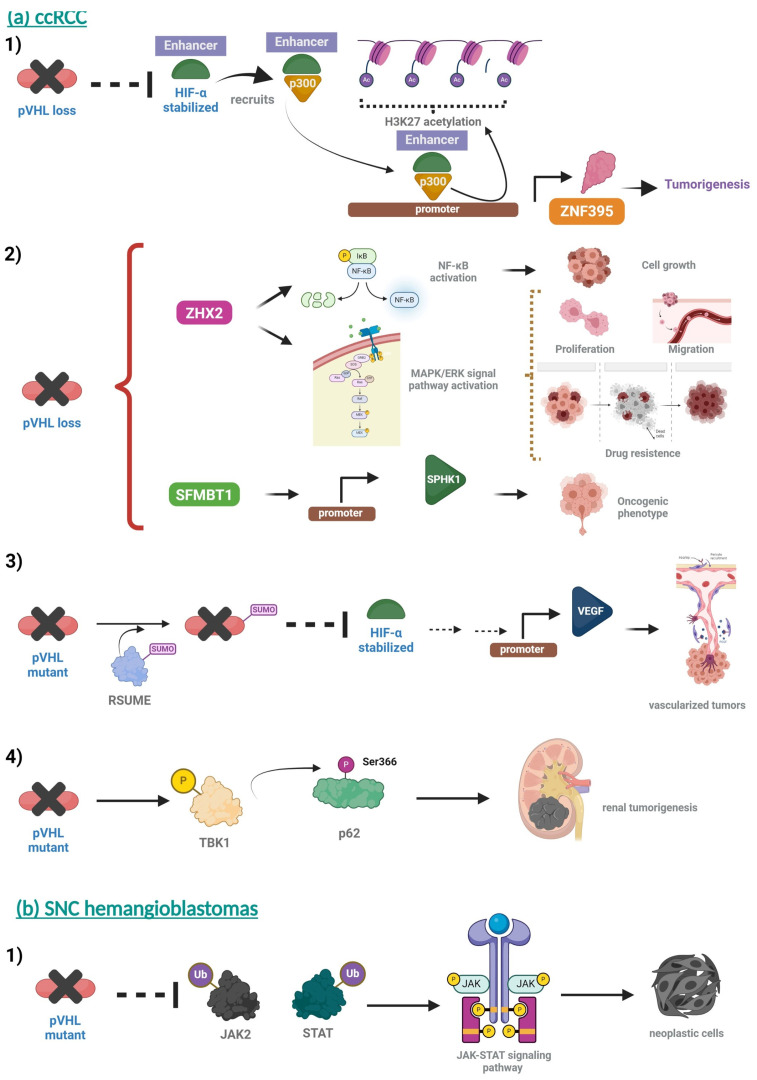 (a) ccRCC
1)
Enhancer
Enhancer
p300
HIF-α
stabilized
recruits
pVHL loss
Ac
Ac
Ac
Ac
H3K27 acetylation
Enhancer
p300
promoter
ZNF395
Tumorigenesis
2)
pVHL loss
ZHX2
P
IκB
NF-κB
NF-κB
NF-κB
activation
Cell growth
MAPK/ERK signal
pathway activation
Proliferation
Migration
Dead
cells
Drug resistence
SFMBT1
promoter
SPHK1
Oncogenic
phenotype
3)
pVHL
mutant
SUMO
RSUME
SUMO
HIF-α
stabilized
promoter
VEGF
vascularized tumors
4)
pVHL
mutant
P
TBK1
P
Ser366
p62
renal tumorigenesis
(b) SNC hemangioblastomas
1)
pVHL
mutant
Ub
JAK2
Ub
STAT
P
JAK
JAK
P
P
P
P
P
JAK-STAT signaling
pathway
neoplastic cells